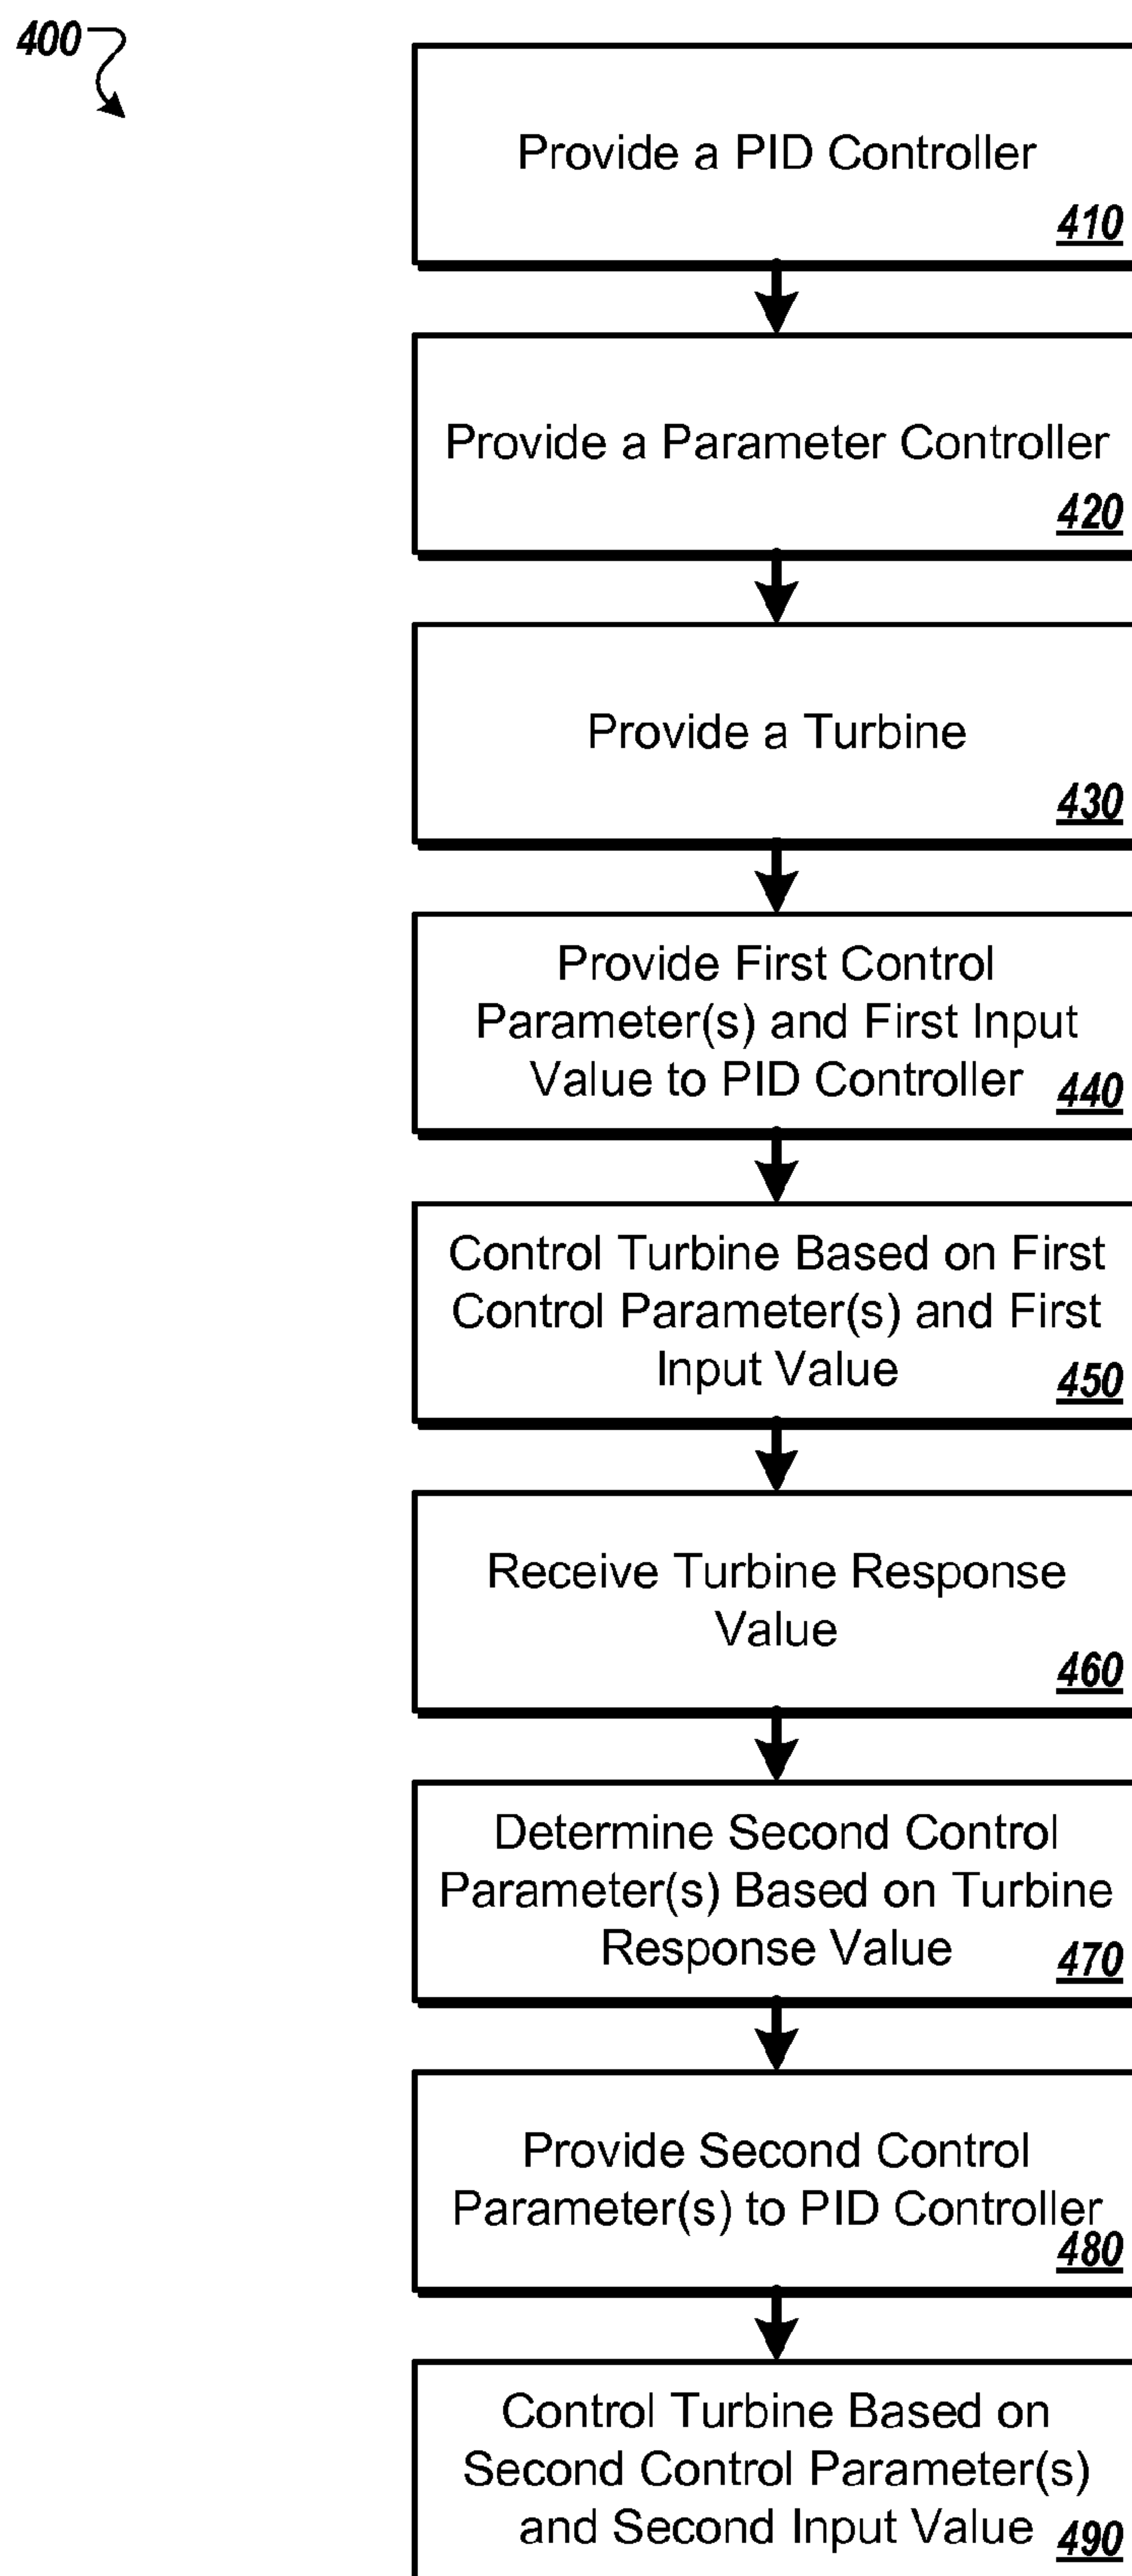 400
Provide a PID Controller
410
Provide a Parameter Controller
420
Provide a Turbine
430
Provide First Control
Parameter(s) and First Input
Value to PID Controller
440
Control Turbine Based on First
Control Parameter(s) and First
Input Value
450
Receive Turbine Response
Value
460
Determine Second Control
Parameter(s) Based on Turbine
Response Value
470
Provide Second Control
Parameter(s) to PID Controller
480
Control Turbine Based on
Second Control Parameter(s)
and Second Input Value
490